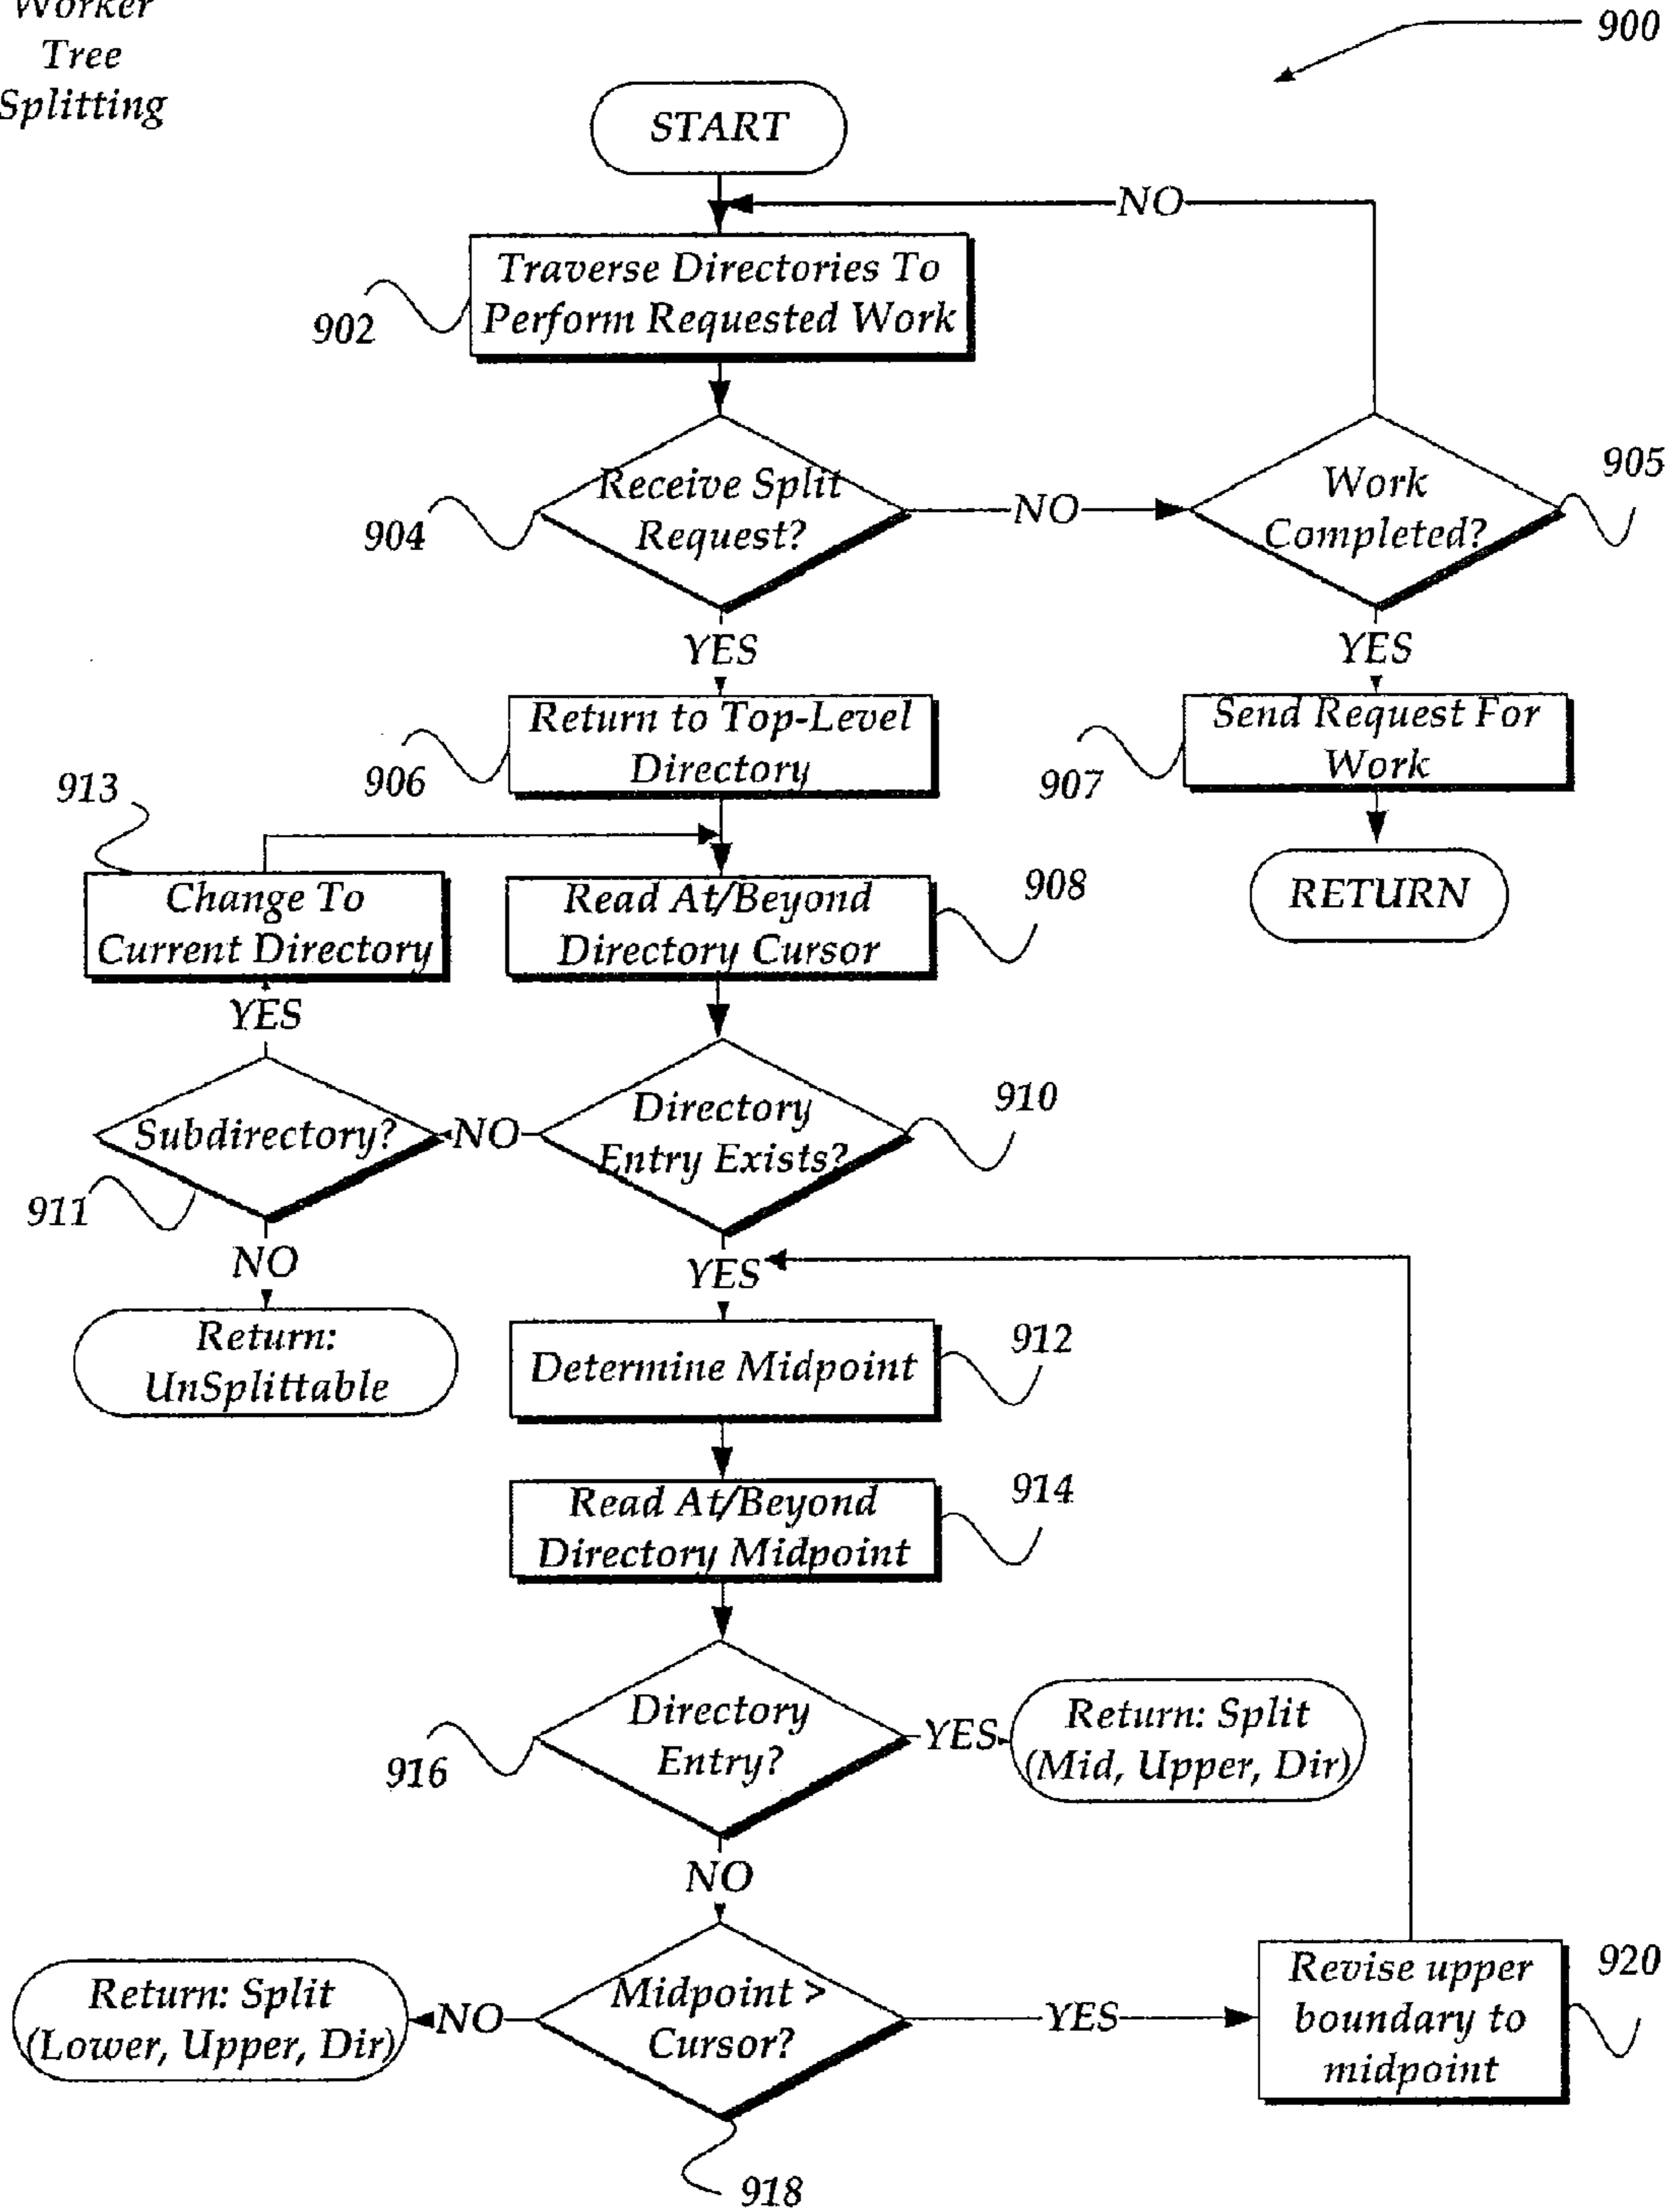 Worker
Tree
Splitting
900
START
NO
Traverse Directories To
Perform Requested Work
902
Receive Split
Request?
904
NO
Work
Completed?
905
YES
YES
Return to Top-Level
Directory
906
Send Request For
Work
907
913
Change To
Current Directory
Read At/Beyond
Directory Cursor
908
RETURN
YES
Subdirectory?
911
NO
Directory
Entry Exists?
910
NO
YES
Return:
UnSplittable
Determine Midpoint
912
Read At/Beyond
Directory Midpoint
914
Directory
Entry?
916
YES
Return: Split
(Mid, Upper, Dir)
NO
Return: Split
(Lower, Upper, Dir)
NO
Midpoint >
Cursor?
YES
Revise upper
boundary to
midpoint
920
918